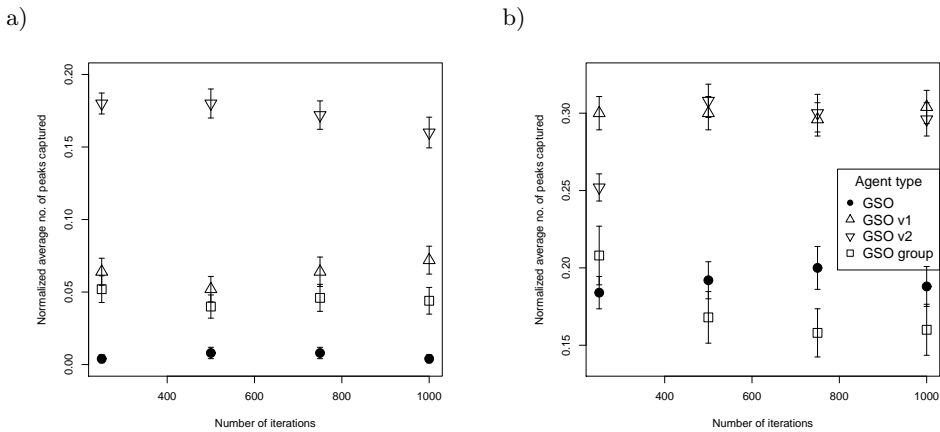 a)
Normalized average no. of peaks captured
0.20
0.15
0.10
0.05
0.00
400
600
800
1000
Number of iterations
b)
Normalized average no. of peaks captured
0.30
0.25
0.20
0.15
400
600
800
1000
Number of iterations
Agent type
GSO
GSO v1
GSO v2
GSO group